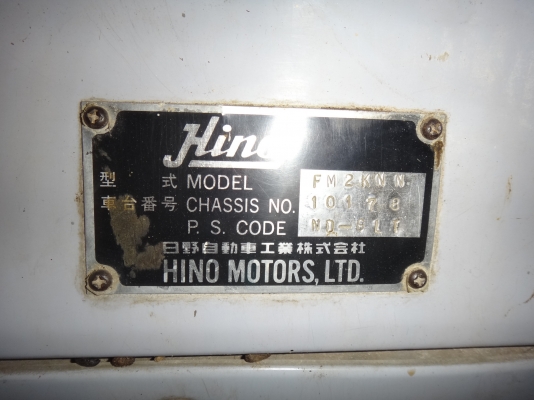 Hino
型 式 MODEL FM2KNN
車台番号 CHASSIS NO.
P. S. CODE
日野自動車工業株式会社
HINO MOTORS, LTD.